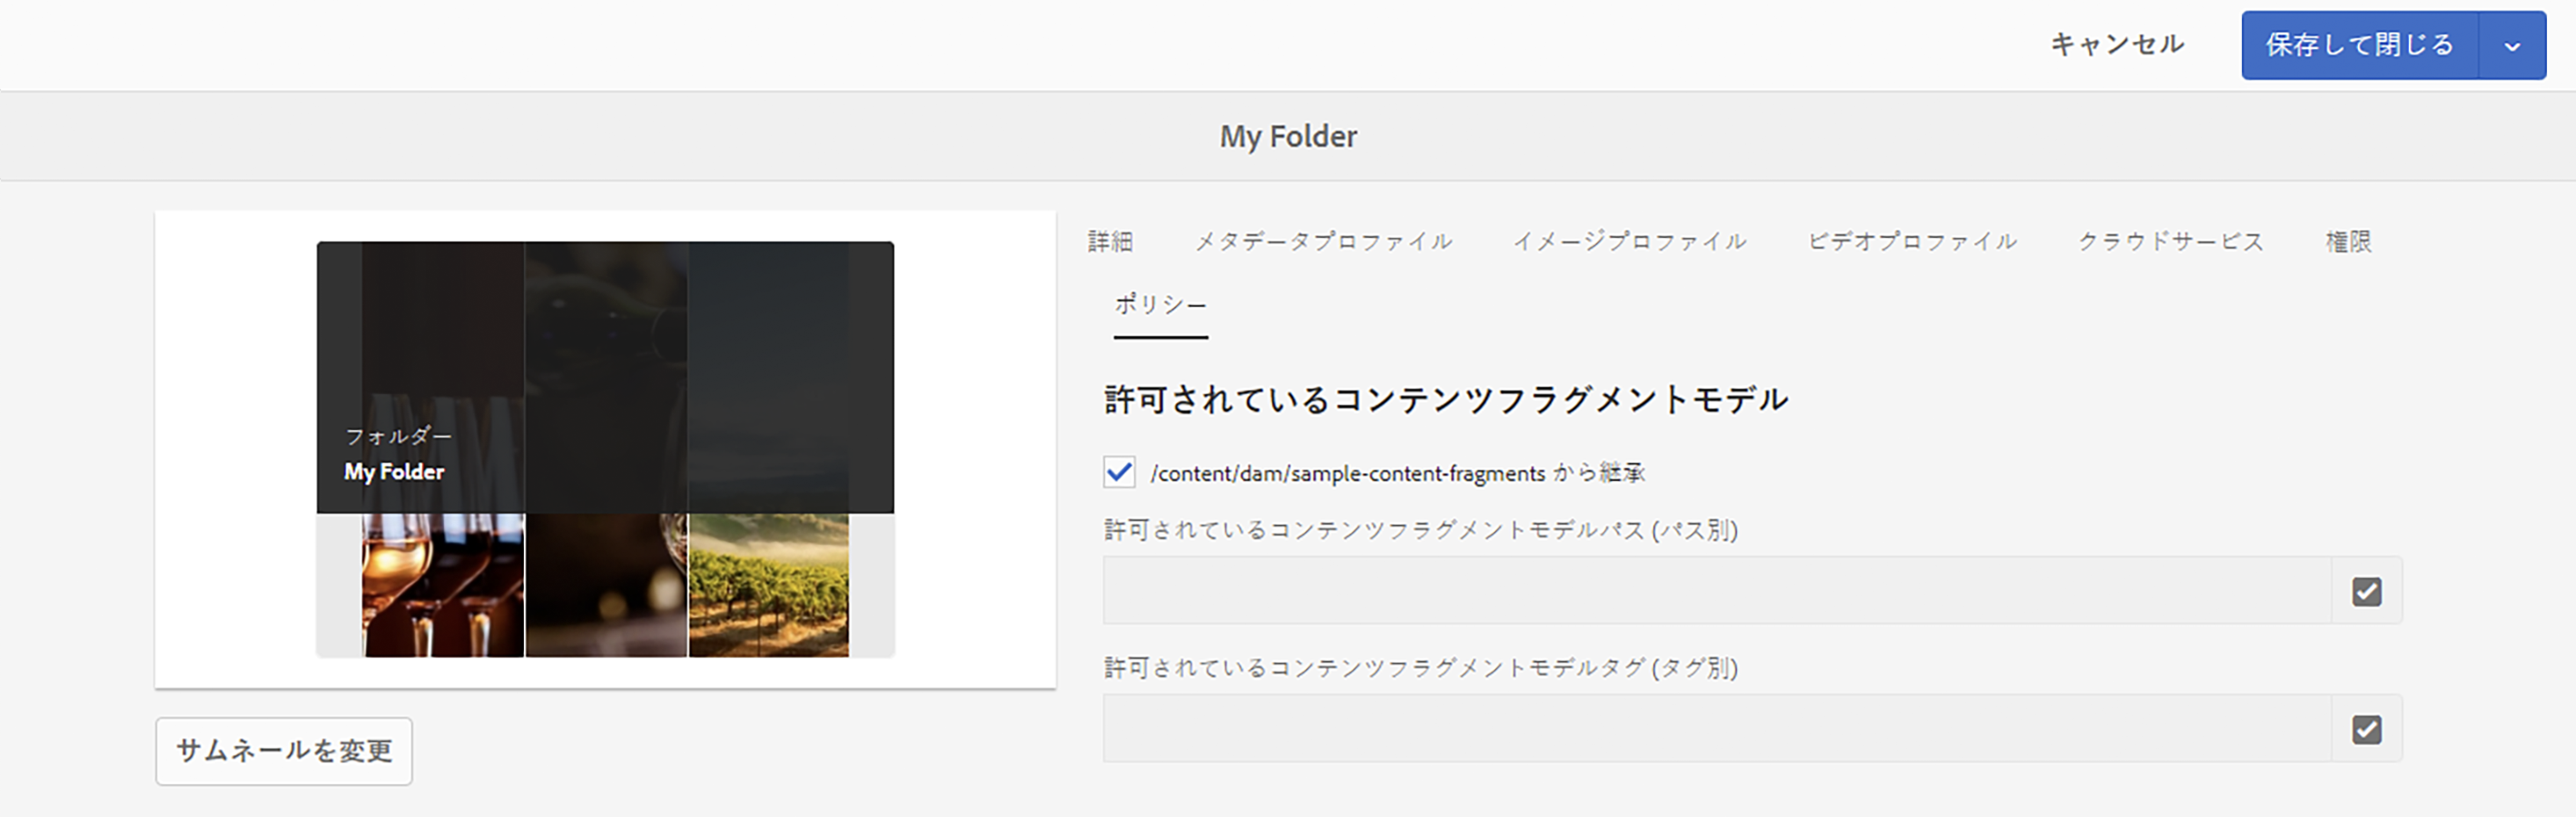 キャンセル 保存して閉じる
My Folder
詳細 メタデータプロファイル イメージプロファイル ビデオプロファイル クラウドサービス 権限
ポリシー
フォルダー
My Folder
サムネールを変更
許可されているコンテンツフラグメントモデル
/content/dam/sample-content-fragments から継承
許可されているコンテンツフラグメントモデルパス (パス別)
許可されているコンテンツフラグメントモデルタグ (タグ別)